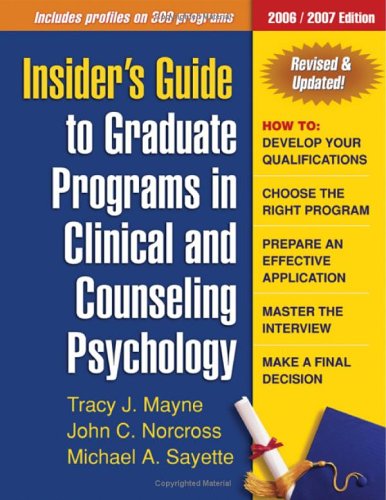 Includes profiles on 300 programs
2006 / 2007 Edition
Insider's Guide
to Graduate
Programs in
Clinical and
Counseling
Psychology
Tracy J. Mayne
John C. Norcross
Michael A. Sayette
Revised &
Updated!
HOW TO:
DEVELOP YOUR
QUALIFICATIONS
CHOOSE THE
RIGHT PROGRAM
PREPARE AN
EFFECTIVE
APPLICATION
MASTER THE
INTERVIEW
MAKE A FINAL
DECISION
Copyrighted Material